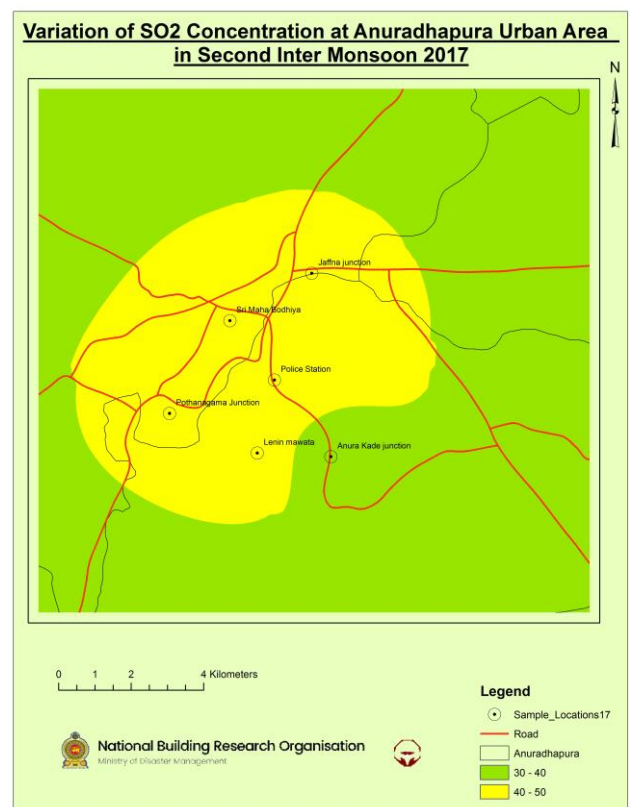 Variation of SO2 Concentration at Anuradhapura Urban Area
in Second Inter Monsoon 2017
N
Jaffna junction
Sri Maha Bodhiya
Police Station
Pothanagama Junction
Lenin mawata
Anura Kade junction
0 1 2 4 Kilometers
Legend
Sample_Locations17
Road
Anuradhapura
30 - 40
40 - 50
National Building Research Organisation
Ministry of Disaster Management